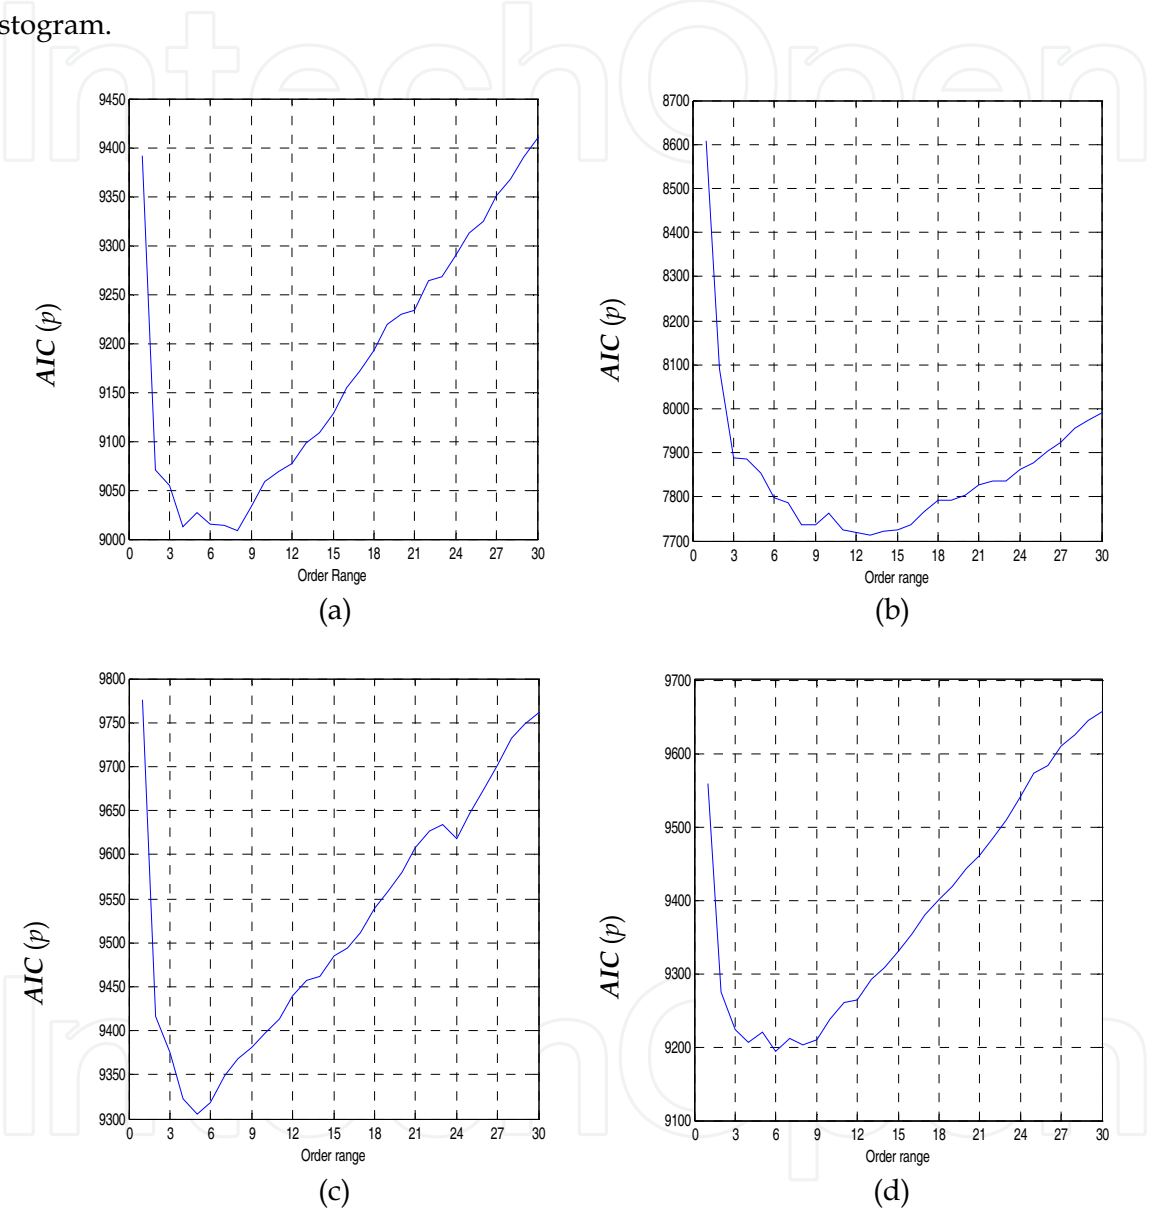 stogram.
IntechOpen
9450
9400
9350
9300
9250
9200
9150
9100
9050
9000
0 3 6 9 12 15 18 21 24 27 30
Order Range
AIC (p)
(a)
8700
8600
8500
8400
8300
8200
8100
8000
7900
7800
7700
0 3 6 9 12 15 18 21 24 27 30
Order range
AIC (p)
(b)
9800
9750
9700
9650
9600
9550
9500
9450
9400
9350
9300
0 3 6 9 12 15 18 21 24 27 30
Order range
AIC (p)
(c)
9700
9600
9500
9400
9300
9200
9100
0 3 6 9 12 15 18 21 24 27 30
Order range
AIC (p)
(d)
IntechOpen